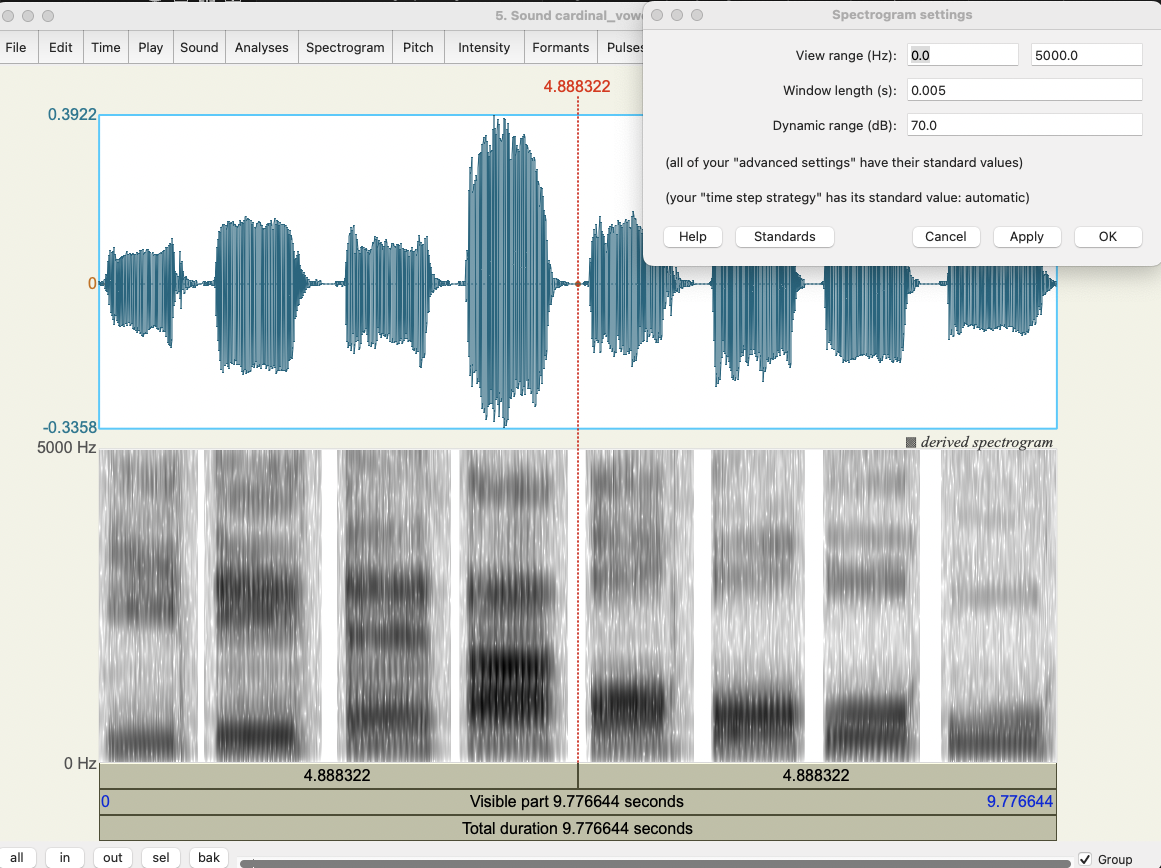 5. Sound cardinal_vow
Spectrogram settings
File Edit Time Play Sound Analyses Spectrogram Pitch Intensity Formants Pulses
View range (Hz): 0.0 5000.0
Window length (s): 0.005
Dynamic range (dB): 70.0
(all of your "advanced settings" have their standard values)
(your "time step strategy" has its standard value: automatic)
Help Standards Cancel Apply OK
4.888322
0.3922
0
-0.3358
derived spectrogram
5000 Hz
0 Hz
4.888322 4.888322
0 Visible part 9.776644 seconds 9.776644
Total duration 9.776644 seconds
all in out sel bak Group